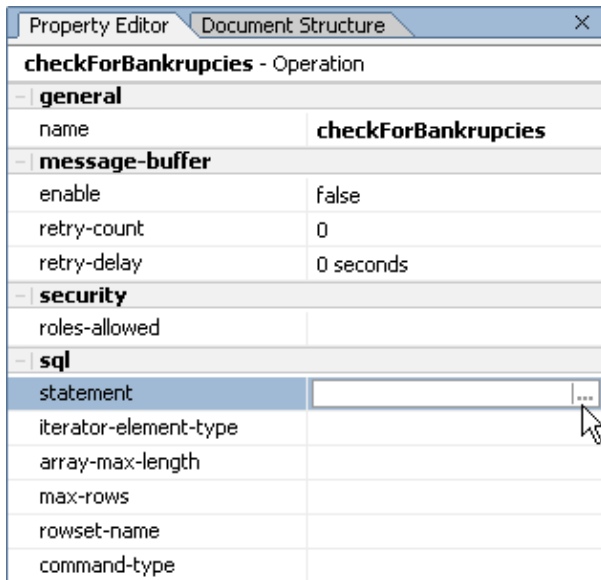 Property Editor Document Structure
checkForBankrupcies - Operation
general
name checkForBankrupcies
message-buffer
enable false
retry-count 0
retry-delay 0 seconds
security
roles-allowed
sql
statement ...
iterator-element-type
array-max-length
max-rows
rowset-name
command-type